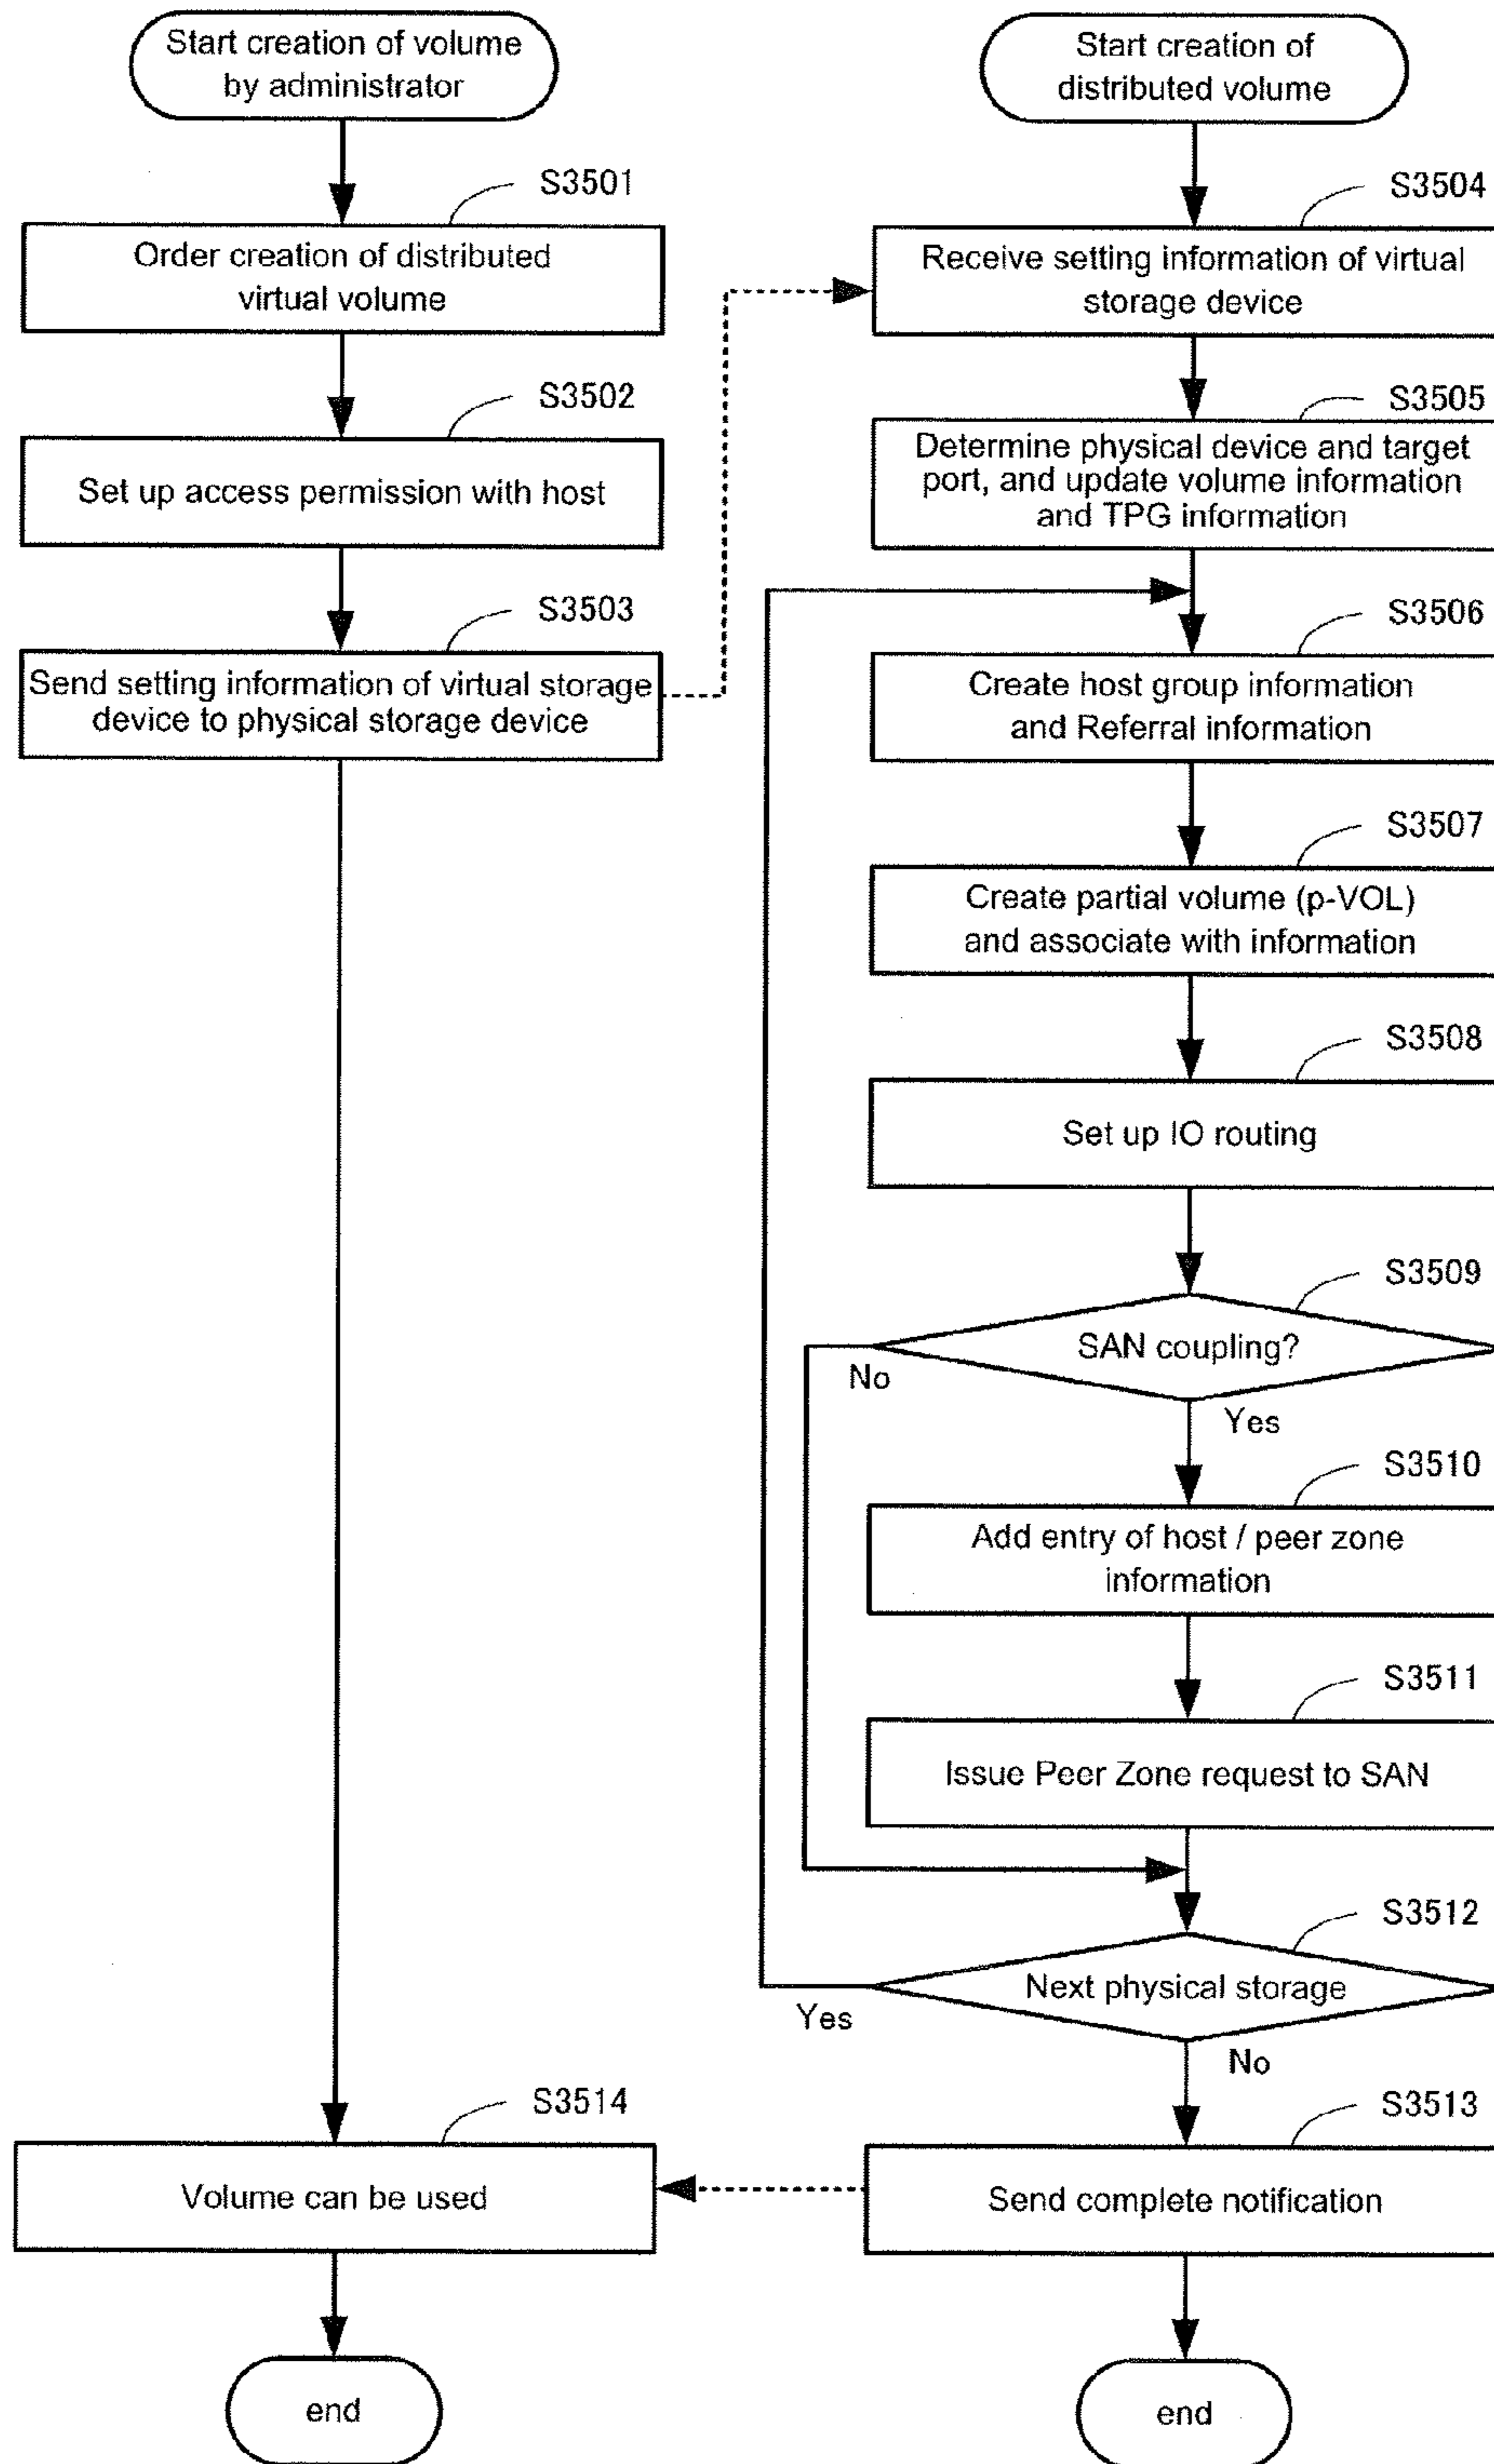 Start creation of volume
by administrator
S3501
Order creation of distributed
virtual volume
S3502
Set up access permission with host
S3503
Send setting information of virtual storage
device to physical storage device
S3514
Volume can be used
end
Start creation of
distributed volume
S3504
Receive setting information of virtual
storage device
S3505
Determine physical device and target
port, and update volume information
and TPG information
S3506
Create host group information
and Referral information
S3507
Create partial volume (p-VOL)
and associate with information
S3508
Set up IO routing
S3509
SAN coupling?
No
Yes
S3510
Add entry of host / peer zone
information
S3511
Issue Peer Zone request to SAN
S3512
Next physical storage
Yes
No
S3513
Send complete notification
end